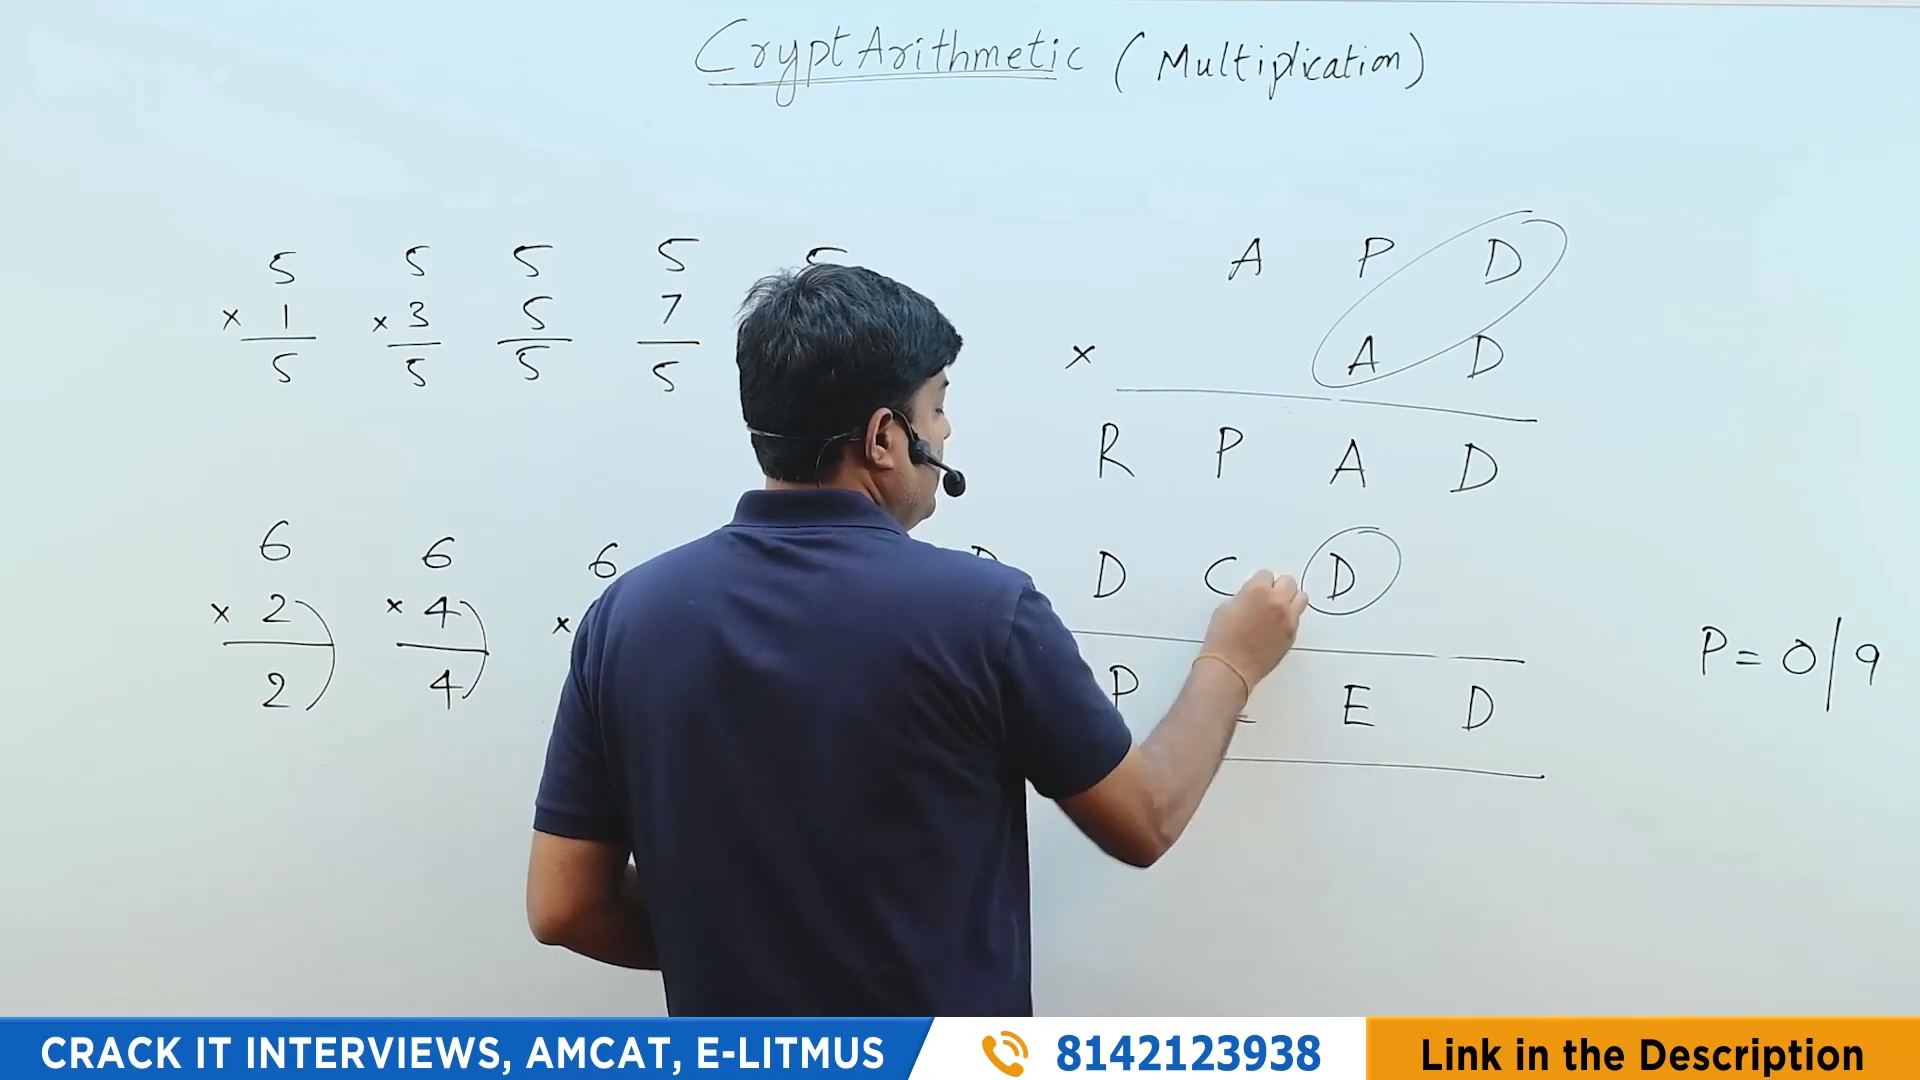 CryptArithmetic (Multiplication)
5 5 5 5
× 1 × 3 5 7
5 5 5 5
6 6 6
× 2 × 4 ×
2 4
A P D
× A D
R P A D
D C D
P E D
P = 0/9
CRACK IT INTERVIEWS, AMCAT, E-LITMUS
8142123938
Link in the Description